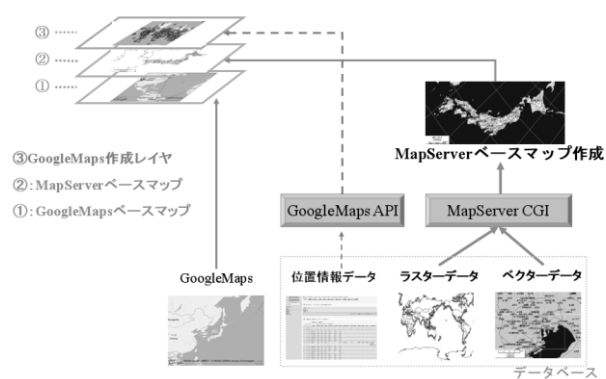 ③ ……
② ……
① ……
③GoogleMaps作成レイヤ
②：MapServerベースマップ
①：GoogleMapsベースマップ
MapServerベースマップ作成
GoogleMaps API
MapServer CGI
GoogleMaps
位置情報データ
ラスターデータ
ベクターデータ
データベース